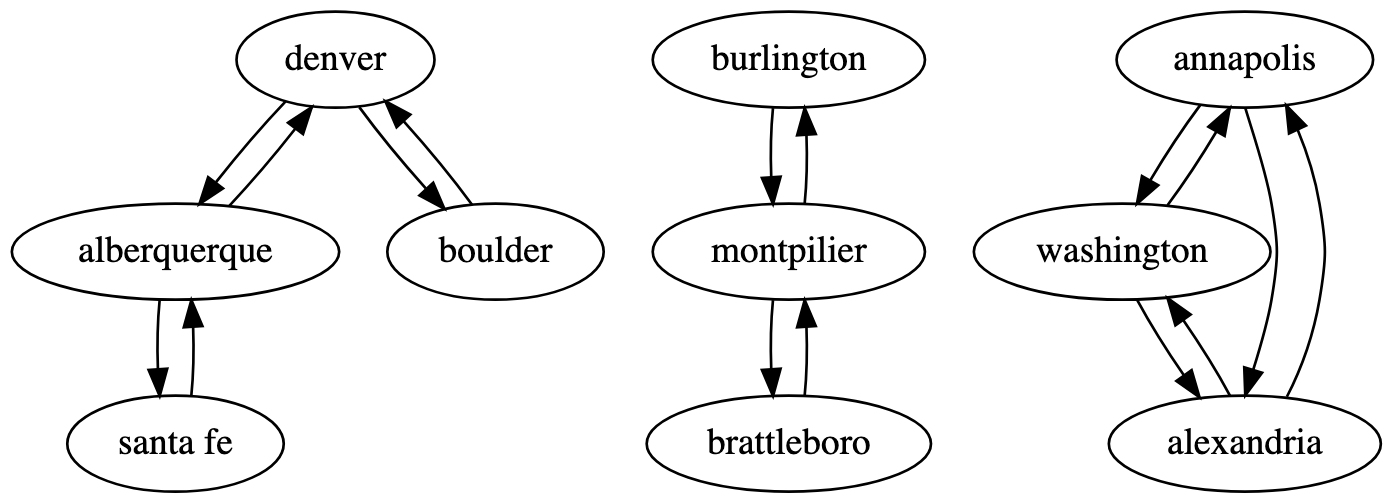 denver
burlington
annapolis
alberquerque
boulder
montpilier
washington
santa fe
brattleboro
alexandria